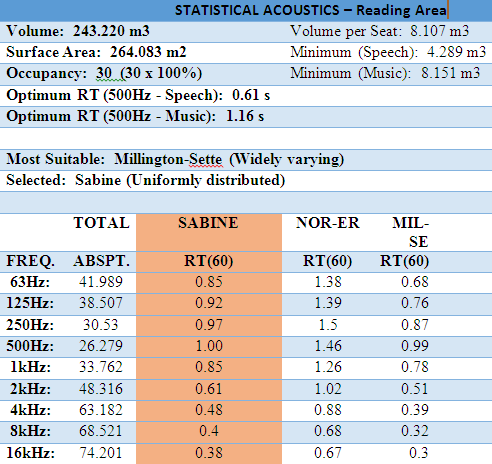 STATISTICAL ACOUSTICS – Reading Area
Volume: 243.220 m3 Volume per Seat: 8.107 m3
Surface Area: 264.083 m2 Minimum (Speech): 4.289 m3
Occupancy: 30 (30 x 100%) Minimum (Music): 8.151 m3
Optimum RT (500Hz - Speech): 0.61 s
Optimum RT (500Hz - Music): 1.16 s
Most Suitable: Millington-Sette (Widely varying)
Selected: Sabine (Uniformly distributed)
TOTAL SABINE NOR-ER MIL-
SE
FREQ. ABSPT. RT(60) RT(60) RT(60)
63Hz: 41.989 0.85 1.38 0.68
125Hz: 38.507 0.92 1.39 0.76
250Hz: 30.53 0.97 1.5 0.87
500Hz: 26.279 1.00 1.46 0.99
1kHz: 33.762 0.85 1.26 0.78
2kHz: 48.316 0.61 1.02 0.51
4kHz: 63.182 0.48 0.88 0.39
8kHz: 68.521 0.4 0.68 0.32
16kHz: 74.201 0.38 0.67 0.3